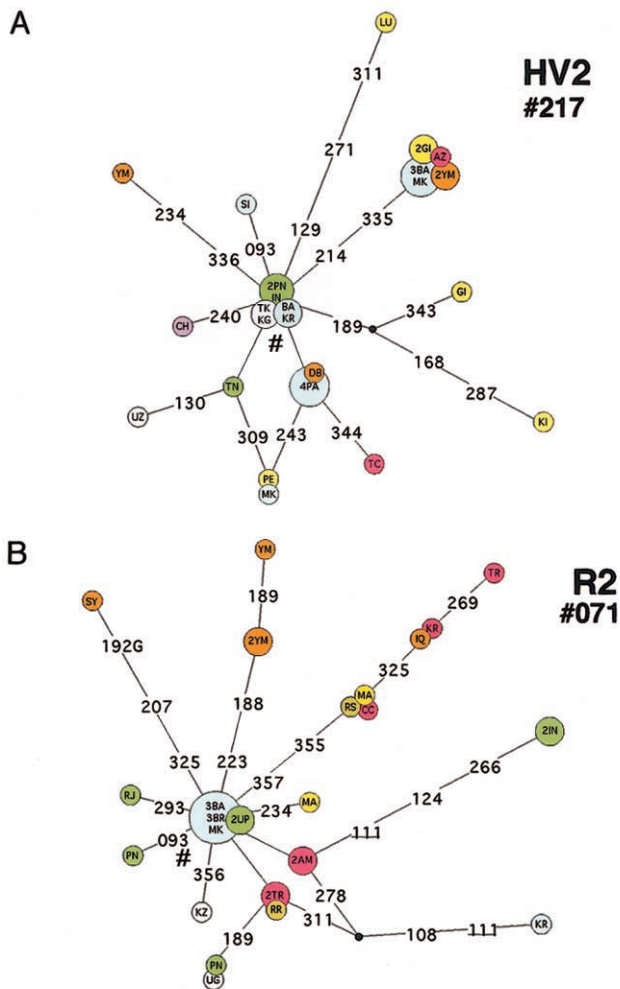 A
HV2
#217
LU
311
271
129
2GI
AZ
3BA
MK
2YM
335
214
YM
234
336
SI
093
2PN
IN
TK
KG
BA
KR
#
CH
240
189
GI
343
168
287
KI
TN
130
UZ
309
243
PE
MK
DB
4PA
344
TC
B
R2
#071
YM
189
2YM
188
223
SY
192G
207
325
TR
269
KR
IQ
325
MA
RS
CC
355
357
2IN
266
124
111
RJ
293
3BA
3BR
MK
2UP
234
MA
PN
093
#
356
KZ
2AM
278
2TR
RR
311
108
111
KR
189
PN
UG